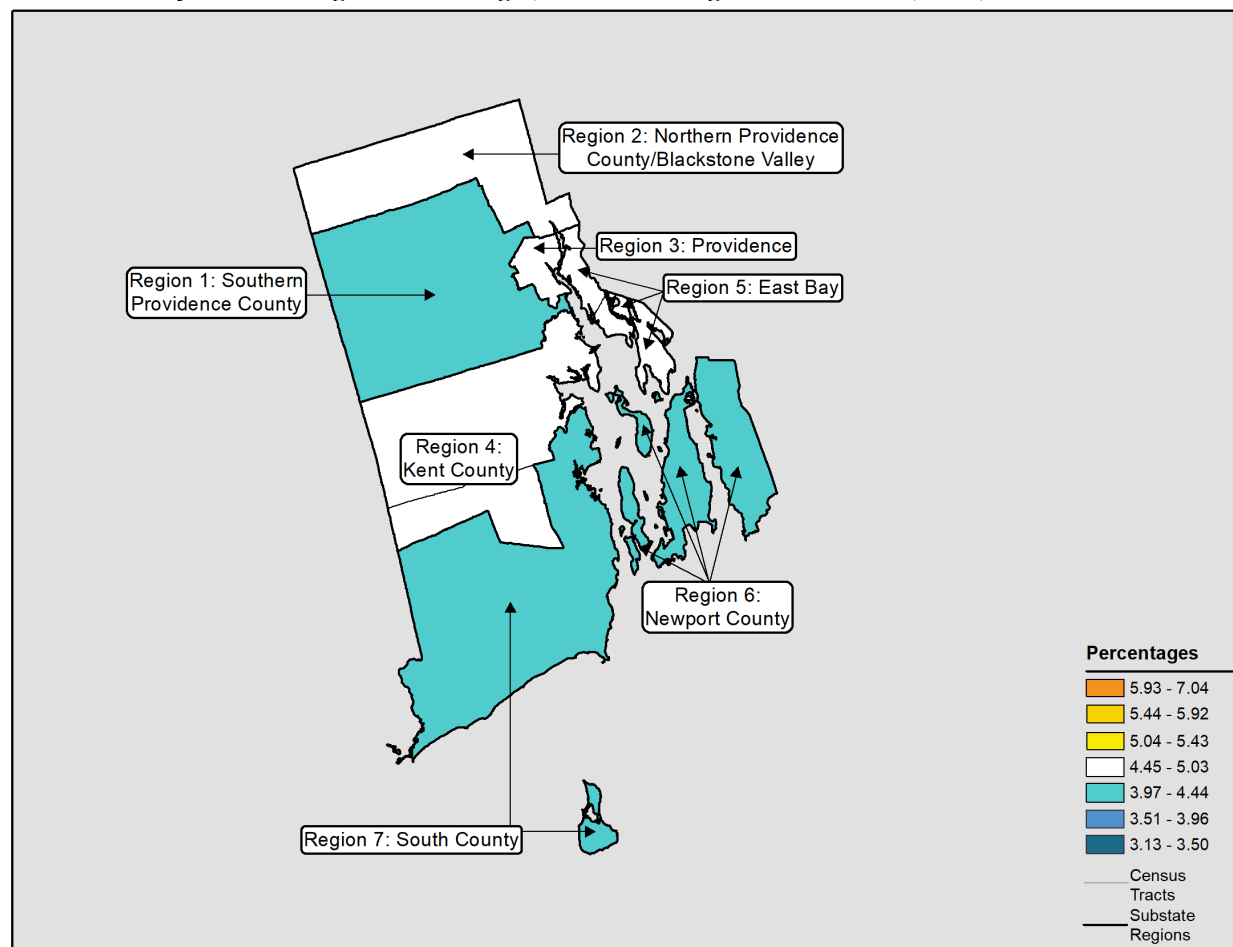 Region 2: Northern Providence
County/Blackstone Valley
Region 3: Providence
Region 1: Southern
Providence County
Region 5: East Bay
Region 4:
Kent County
Region 6:
Newport County
Region 7: South County
Percentages
5.93 - 7.04
5.44 - 5.92
5.04 - 5.43
4.45 - 5.03
3.97 - 4.44
3.51 - 3.96
3.13 - 3.50
Census
Tracts
Substate
Regions